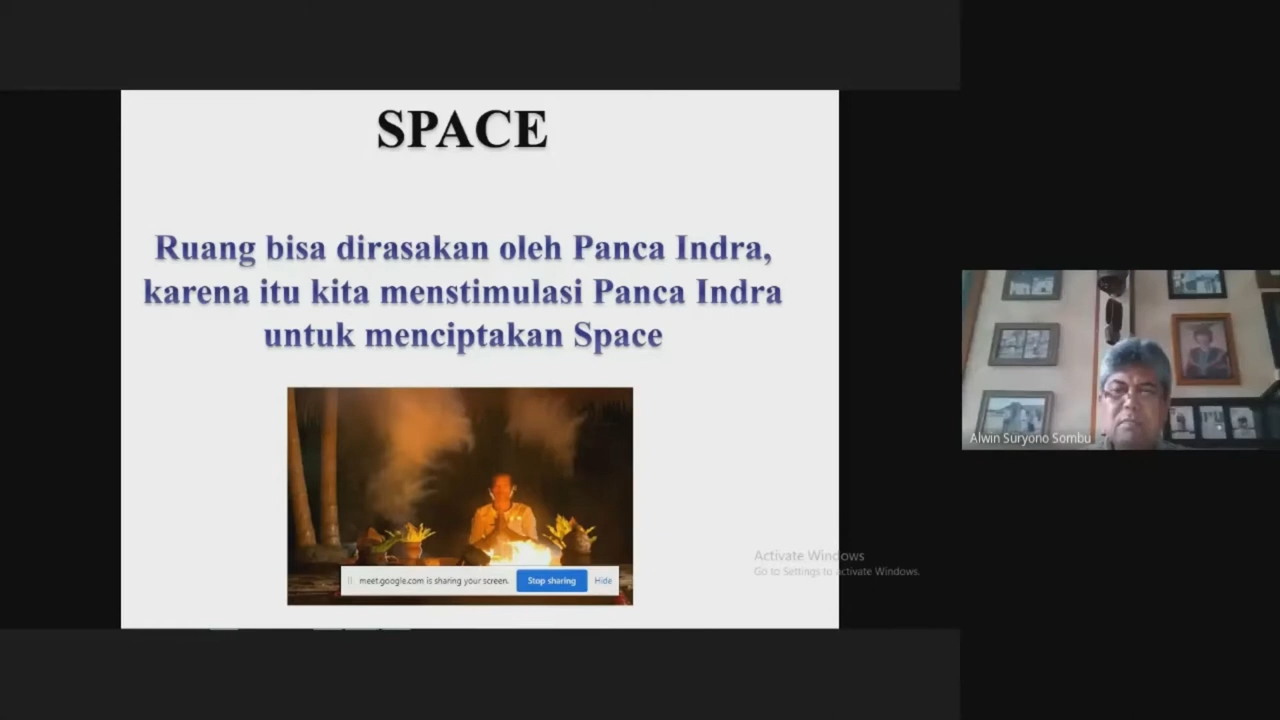 SPACE
Ruang bisa dirasakan oleh Panca Indra,
karena itu kita menstimulasi Panca Indra
untuk menciptakan Space
meet.google.com is sharing your screen.
Stop sharing
Hide
Activate Windows
Go to Settings to activate Windows.
Alwin Suryono Sombu